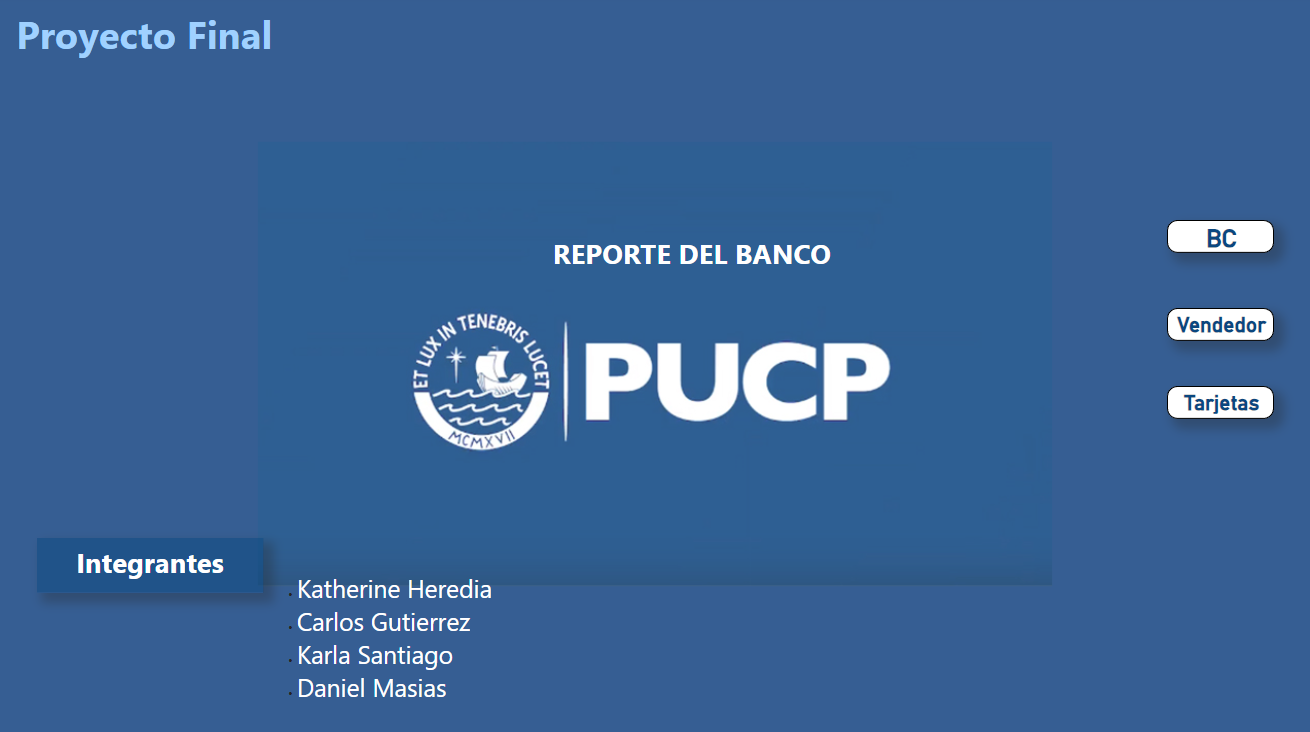 Proyecto Final
REPORTE DEL BANCO
ET LUX IN TENEBRIS LUCET
MCMXVII
PUCP
BC
Vendedor
Tarjetas
Integrantes
Katherine Heredia
Carlos Gutierrez
Karla Santiago
Daniel Masias